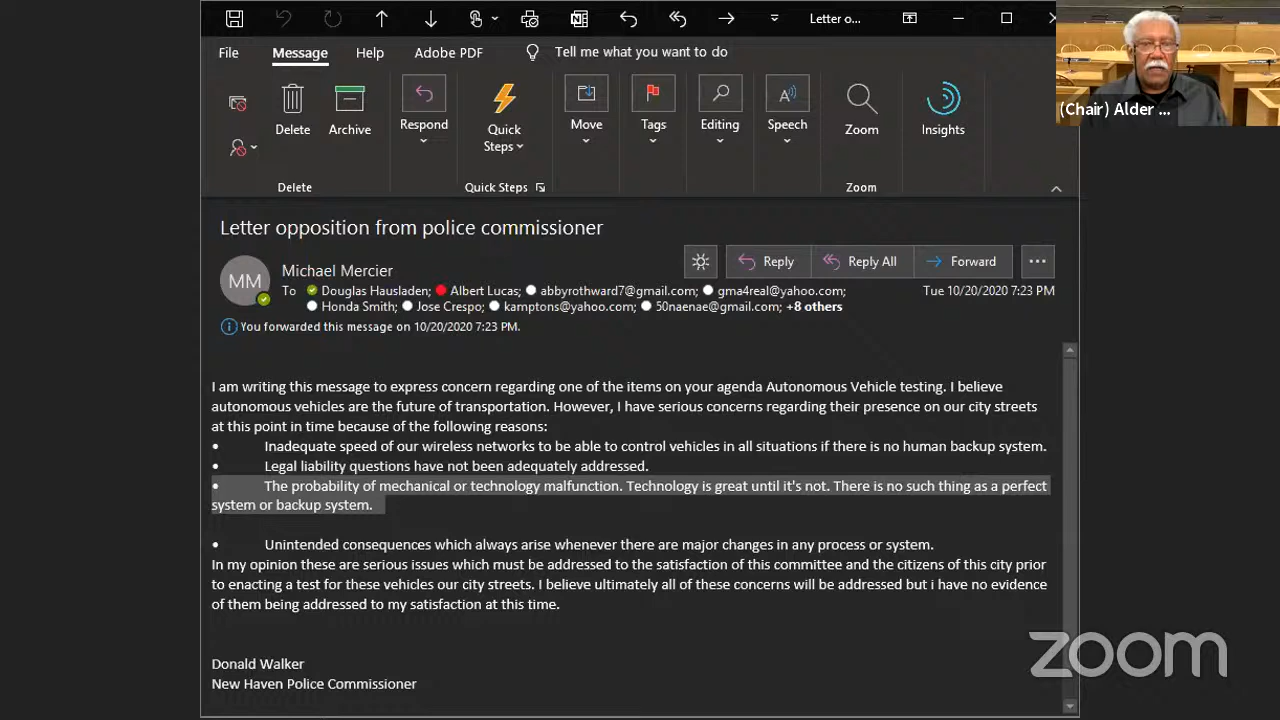 Letter o...
File Message Help Adobe PDF Tell me what you want to do
Delete Archive Respond Quick Steps Move Tags Editing Speech Zoom Insights
Delete Quick Steps Zoom
(Chair) Alder ...
Letter opposition from police commissioner
MM
Michael Mercier
Reply Reply All Forward
To Douglas Hausladen; Albert Lucas; abbyrothward7@gmail.com; gma4real@yahoo.com;
Tue 10/20/2020 7:23 PM
Honda Smith; Jose Crespo; kamptons@yahoo.com; 50naenae@gmail.com; +8 others
You forwarded this message on 10/20/2020 7:23 PM.
I am writing this message to express concern regarding one of the items on your agenda Autonomous Vehicle testing. I believe
autonomous vehicles are the future of transportation. However, I have serious concerns regarding their presence on our city streets
at this point in time because of the following reasons:
• Inadequate speed of our wireless networks to be able to control vehicles in all situations if there is no human backup system.
• Legal liability questions have not been adequately addressed.
• The probability of mechanical or technology malfunction. Technology is great until it's not. There is no such thing as a perfect
system or backup system.
• Unintended consequences which always arise whenever there are major changes in any process or system.
In my opinion these are serious issues which must be addressed to the satisfaction of this committee and the citizens of this city prior
to enacting a test for these vehicles our city streets. I believe ultimately all of these concerns will be addressed but i have no evidence
of them being addressed to my satisfaction at this time.
Donald Walker
New Haven Police Commissioner
zoom